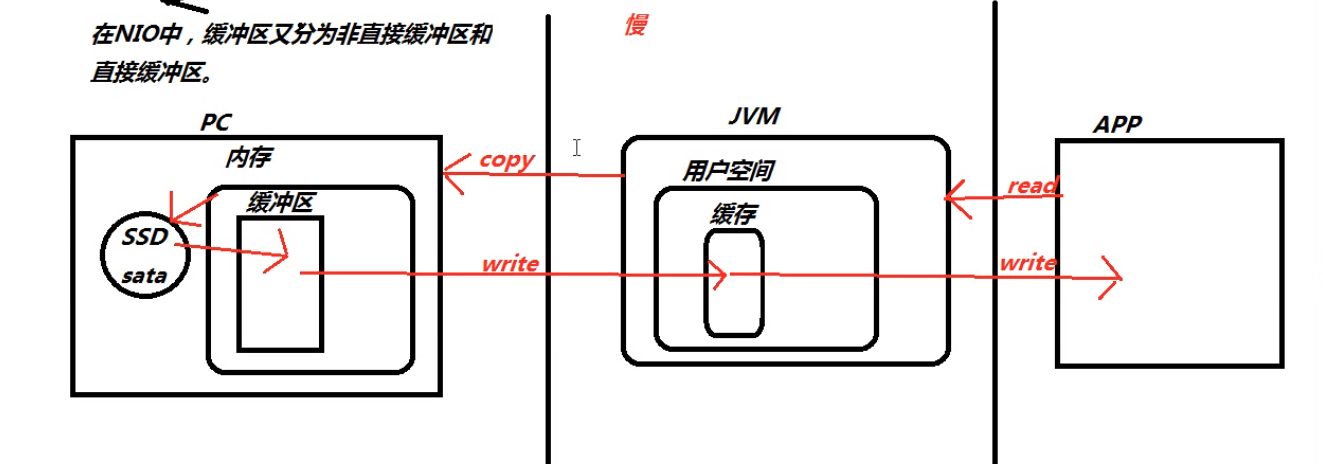 在NIO中，缓冲区又分为非直接缓冲区和
直接缓冲区。
慢
PC
JVM
APP
内存
copy
用户空间
read
缓冲区
缓存
SSD
sata
write
write